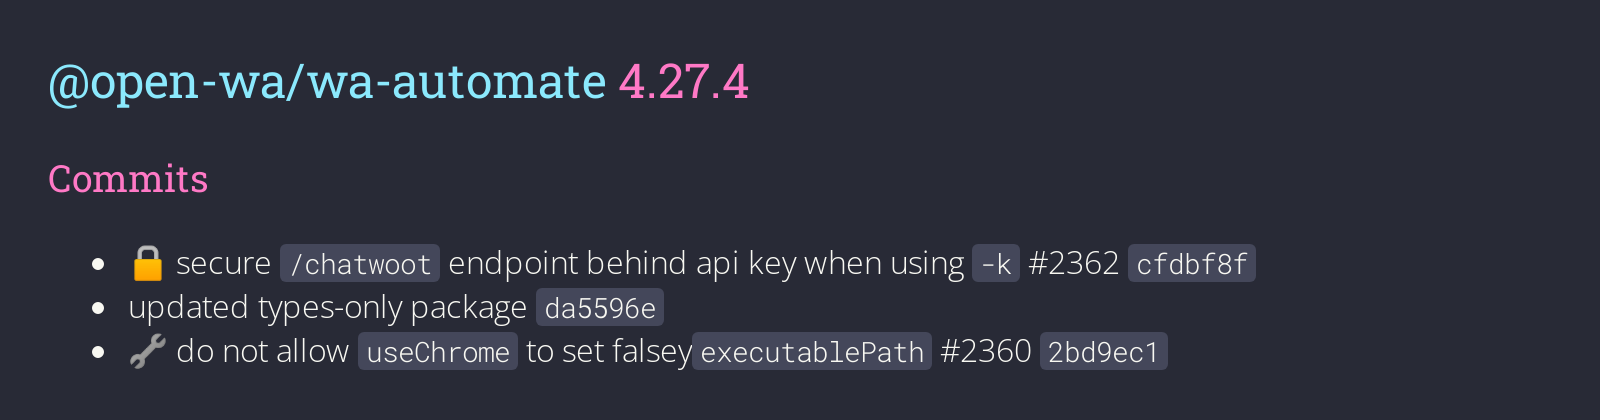 @open-wa/wa-automate 4.27.4
Commits
🔒 secure /chatwoot endpoint behind api key when using -k #2362 cfdbf8f
updated types-only package da5596e
🔧 do not allow useChrome to set falsey executablePath #2360 2bd9ec1